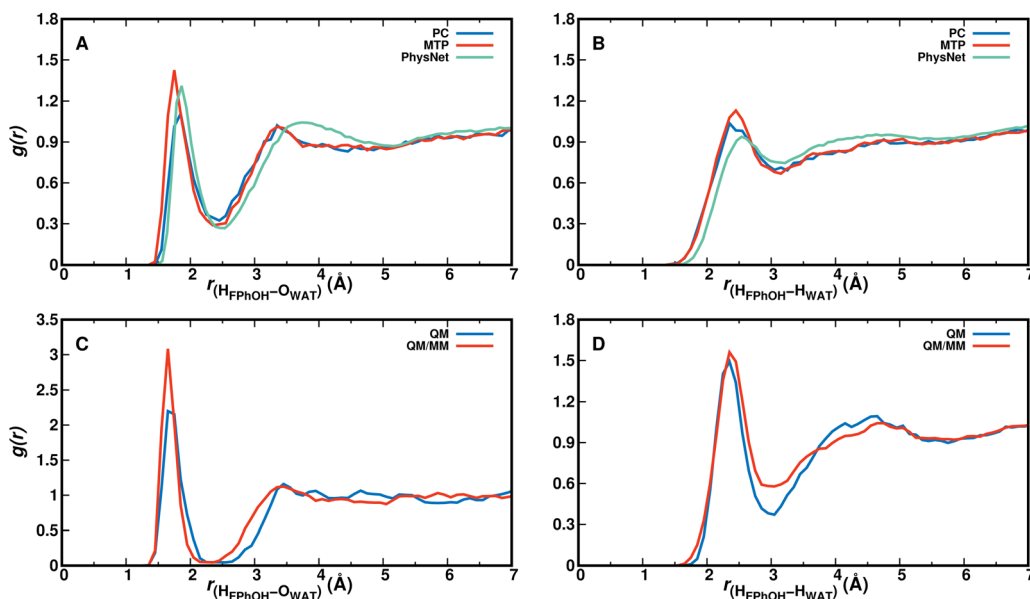 1.8
1.5
1.2
0.9
0.6
0.3
0
g(r)
A
PC
MTP
PhysNet
0 1 2 3 4 5 6 7
r(HFPhOH−OWAT) (Å)
1.8
1.5
1.2
0.9
0.6
0.3
0
B
PC
MTP
PhysNet
0 1 2 3 4 5 6 7
r(HFPhOH−HWAT) (Å)
3.5
3
2.5
2
1.5
1
0.5
0
g(r)
C
QM
QM/MM
0 1 2 3 4 5 6 7
r(HFPhOH−OWAT) (Å)
1.8
1.5
1.2
0.9
0.6
0.3
0
D
QM
QM/MM
0 1 2 3 4 5 6 7
r(HFPhOH−HWAT) (Å)